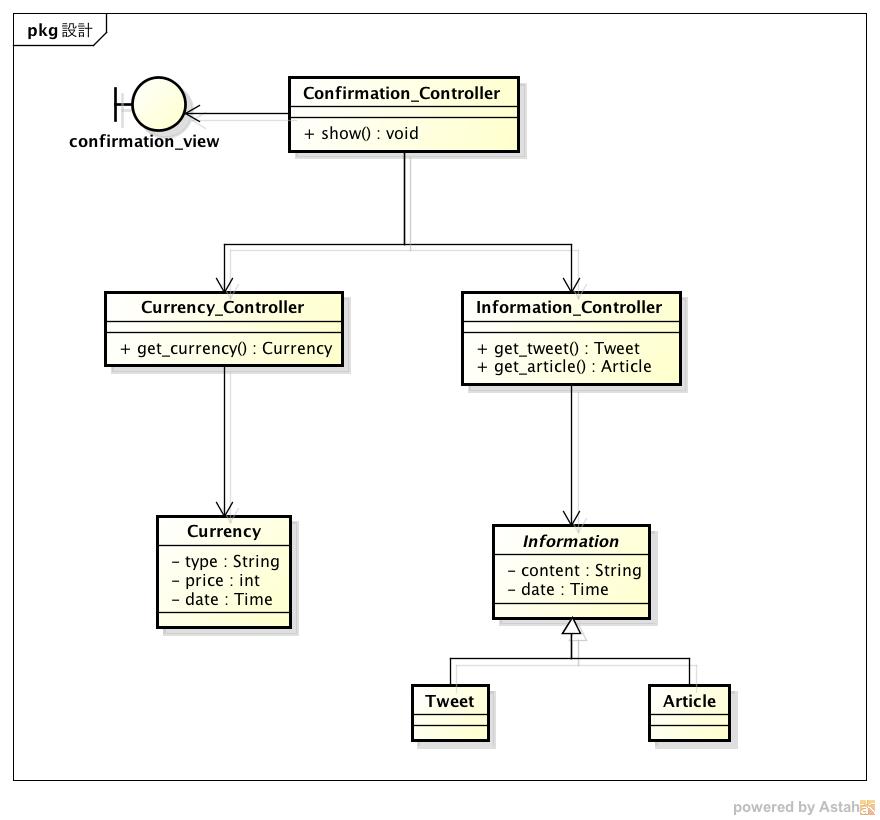 pkg 設計
Confirmation_Controller
+ show() : void
confirmation_view
Currency_Controller
+ get_currency() : Currency
Information_Controller
+ get_tweet() : Tweet
+ get_article() : Article
Currency
- type : String
- price : int
- date : Time
Information
- content : String
- date : Time
Tweet
Article
powered by Astah